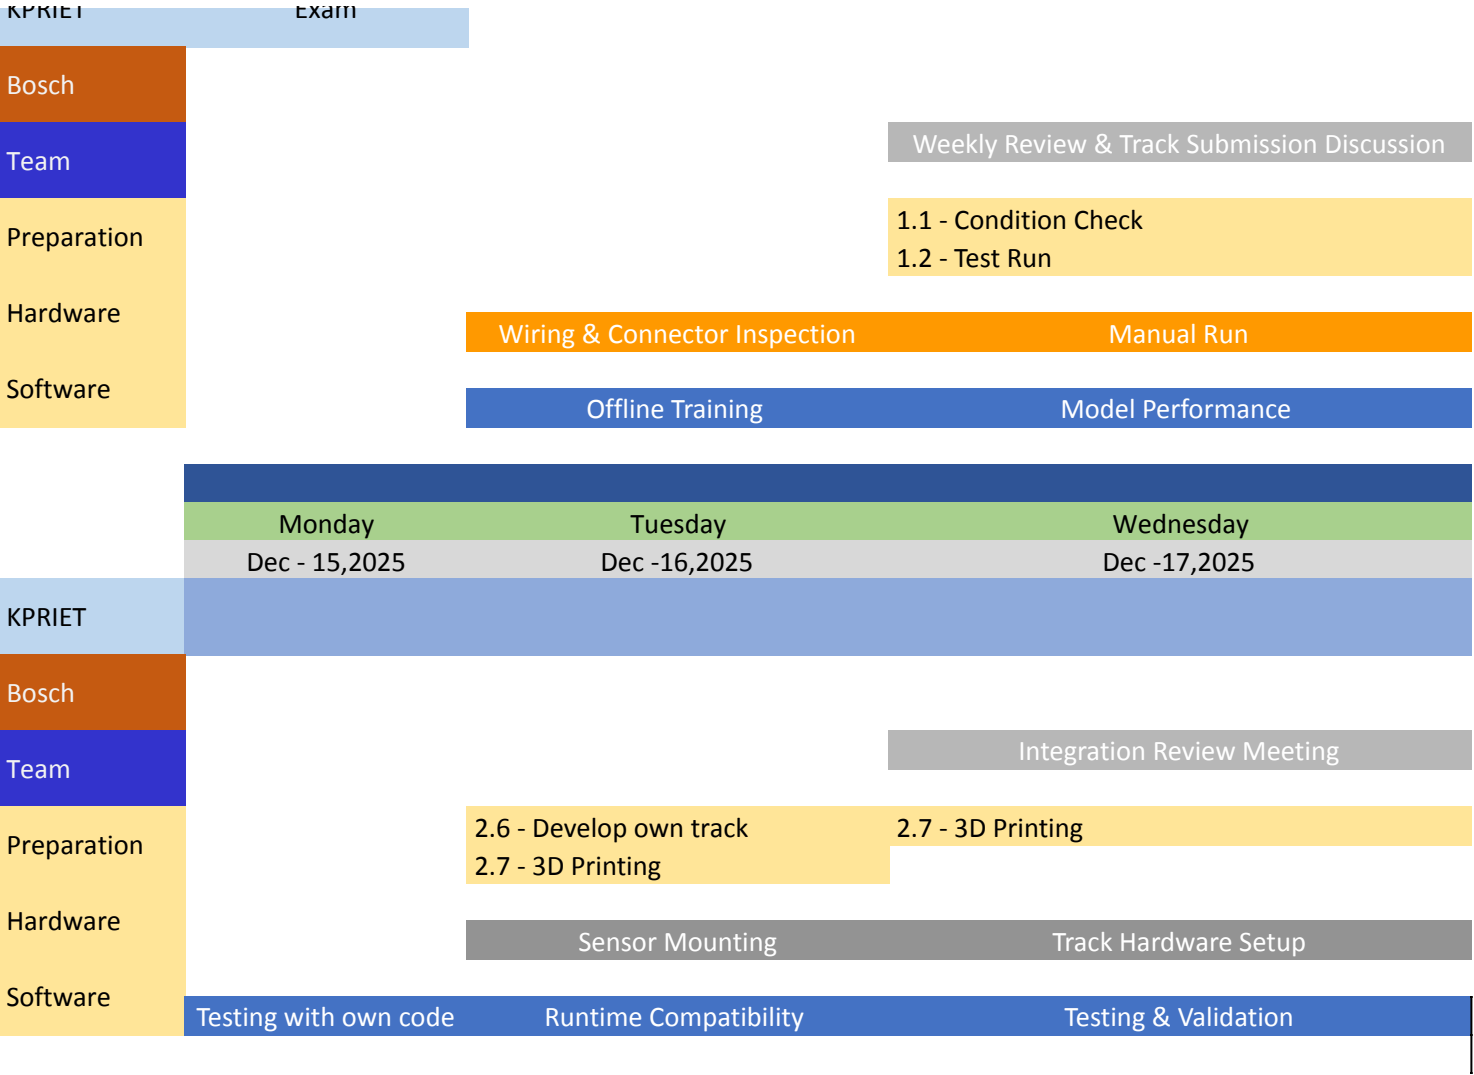 KPRIET Exam
Bosch
Weekly Review & Track Submission Discussion
Team
1.1 - Condition Check
Preparation
1.2 - Test Run
Hardware
Wiring & Connector Inspection Manual Run
Software
Offline Training Model Performance
Monday Tuesday Wednesday
Dec - 15,2025 Dec -16,2025 Dec -17,2025
KPRIET
Bosch
Integration Review Meeting
Team
2.6 - Develop own track 2.7 - 3D Printing
Preparation
2.7 - 3D Printing
Hardware
Sensor Mounting Track Hardware Setup
Software
Testing with own code Runtime Compatibility Testing & Validation